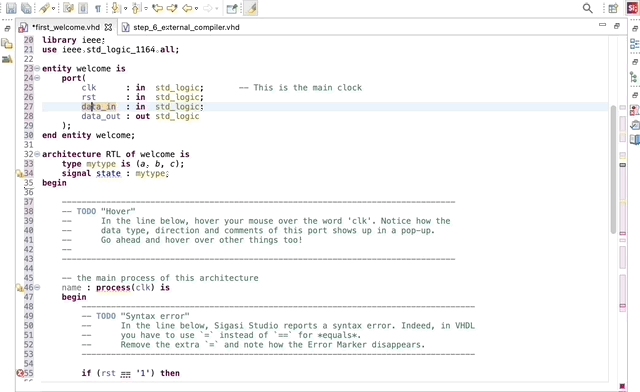 *first_welcome.vhd
step_6_external_compiler.vhd
Si
20 library ieee;
21 use ieee.std_logic_1164.all;
22
23 entity welcome is
24 port(
25 clk : in std_logic; -- This is the main clock
26 rst : in std_logic;
27 data_in : in std_logic;
28 data_out : out std_logic
29 );
30 end entity welcome;
31
32 architecture RTL of welcome is
33 type mytype is (a, b, c);
34 signal state : mytype;
35 begin
36
37 --------------------------------------------------------------------------------
38 -- TODO "Hover"
39 -- In the line below, hover your mouse over the word 'clk'. Notice how the
40 -- data type, direction and comments of this port shows up in a pop-up.
41 -- Go ahead and hover over other things too!
42 --
43 --------------------------------------------------------------------------------
44
45 -- the main process of this architecture
46 name : process(clk) is
47 begin
48 --------------------------------------------------------------------------------
49 -- TODO "Syntax error"
50 -- In the line below, Sigasi Studio reports a syntax error. Indeed, in VHDL
51 -- you have to use `=` instead of `==` for *equals*.
52 -- Remove the extra `=` and note how the Error Marker disappears.
53 --------------------------------------------------------------------------------
54
55 if (rst == '1') then